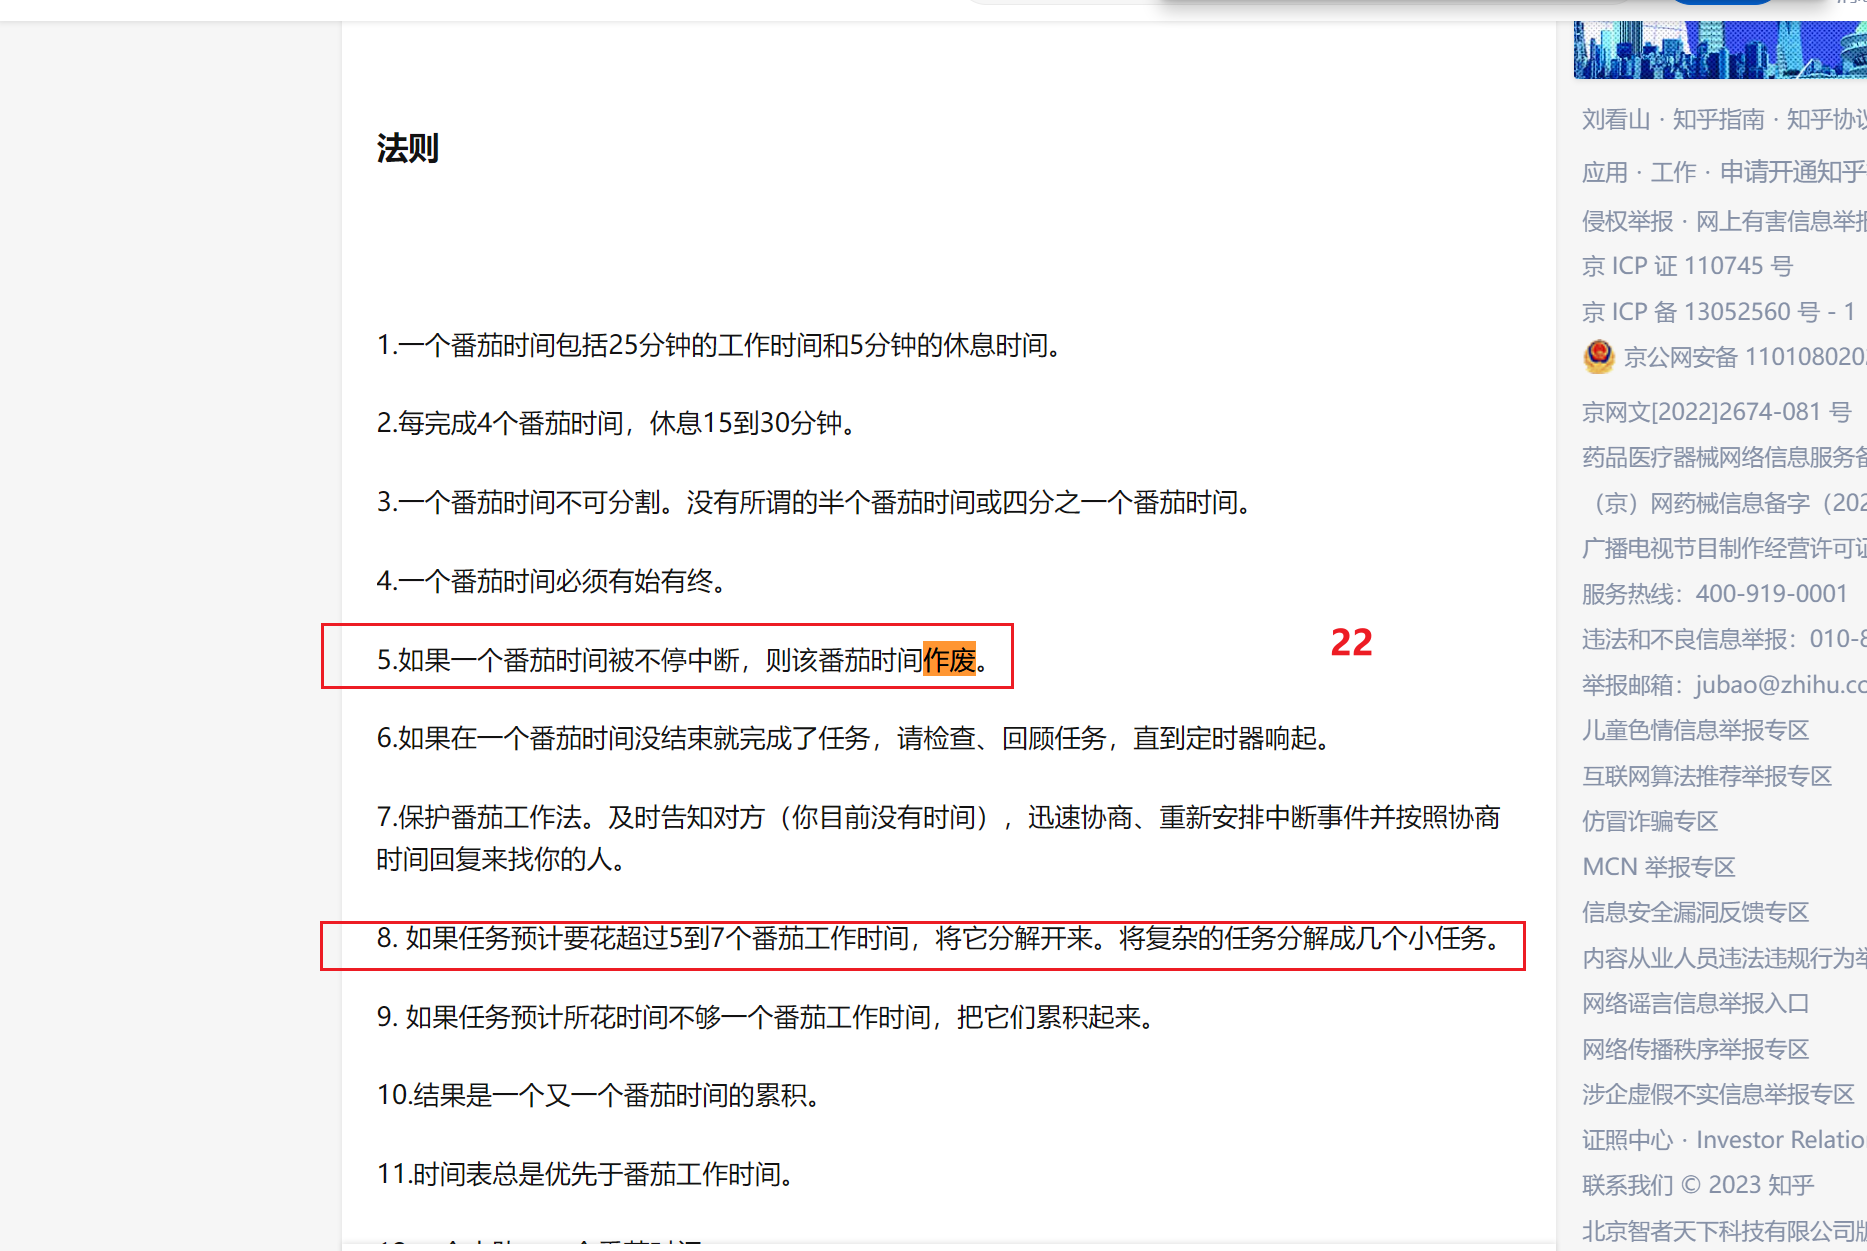 法则
1.一个番茄时间包括25分钟的工作时间和5分钟的休息时间。
2.每完成4个番茄时间，休息15到30分钟。
3.一个番茄时间不可分割。没有所谓的半个番茄时间或四分之一个番茄时间。
4.一个番茄时间必须有始有终。
5.如果一个番茄时间被不停中断，则该番茄时间作废。
22
6.如果在一个番茄时间没结束就完成了任务，请检查、回顾任务，直到定时器响起。
7.保护番茄工作法。及时告知对方（你目前没有时间），迅速协商、重新安排中断事件并按照协商
时间回复来找你的人。
8. 如果任务预计要花超过5到7个番茄工作时间，将它分解开来。将复杂的任务分解成几个小任务。
9. 如果任务预计所花时间不够一个番茄工作时间，把它们累积起来。
10.结果是一个又一个番茄时间的累积。
11.时间表总是优先于番茄工作时间。
刘看山 · 知乎指南 · 知乎协议
应用 · 工作 · 申请开通知乎
侵权举报 · 网上有害信息举报
京 ICP 证 110745 号
京 ICP 备 13052560 号 - 1
京公网安备 110108020
京网文[2022]2674-081 号
药品医疗器械网络信息服务备
（京）网药械信息备字（202
广播电视节目制作经营许可证
服务热线：400-919-0001
违法和不良信息举报：010-8
举报邮箱：jubao@zhihu.co
儿童色情信息举报专区
互联网算法推荐举报专区
仿冒诈骗专区
MCN 举报专区
信息安全漏洞反馈专区
内容从业人员违法违规行为举
网络谣言信息举报入口
网络传播秩序举报专区
涉企虚假不实信息举报专区
证照中心 · Investor Relatio
联系我们 © 2023 知乎
北京智者天下科技有限公司版